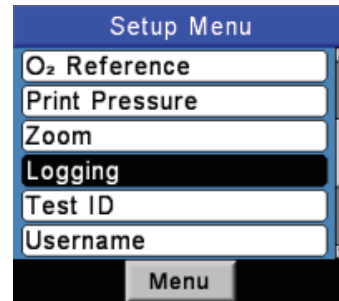 Setup Menu
O₂ Reference
Print Pressure
Zoom
Logging
Test ID
Username
Menu